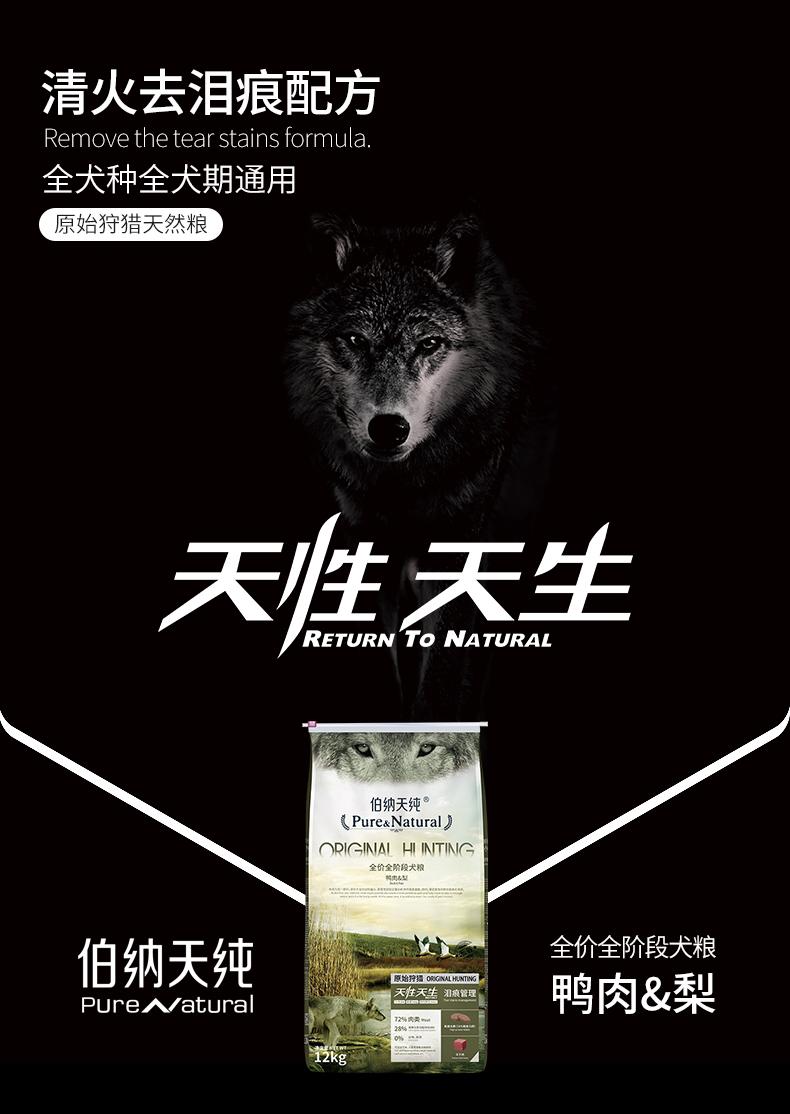 清火去泪痕配方
Remove the tear stains formula.
全犬种全犬期通用
原始狩猎天然粮
天性 天生
RETURN TO NATURAL
伯纳天纯®
Pure&Natural
ORIGINAL HUNTING
全价全阶段犬粮
鸭肉&梨
原始狩猎 ORIGINAL HUNTING
天性天生 泪痕管理
72% 肉类 Meat
28%
0%
12kg
伯纳天纯
Pure Natural
全价全阶段犬粮
鸭肉&梨